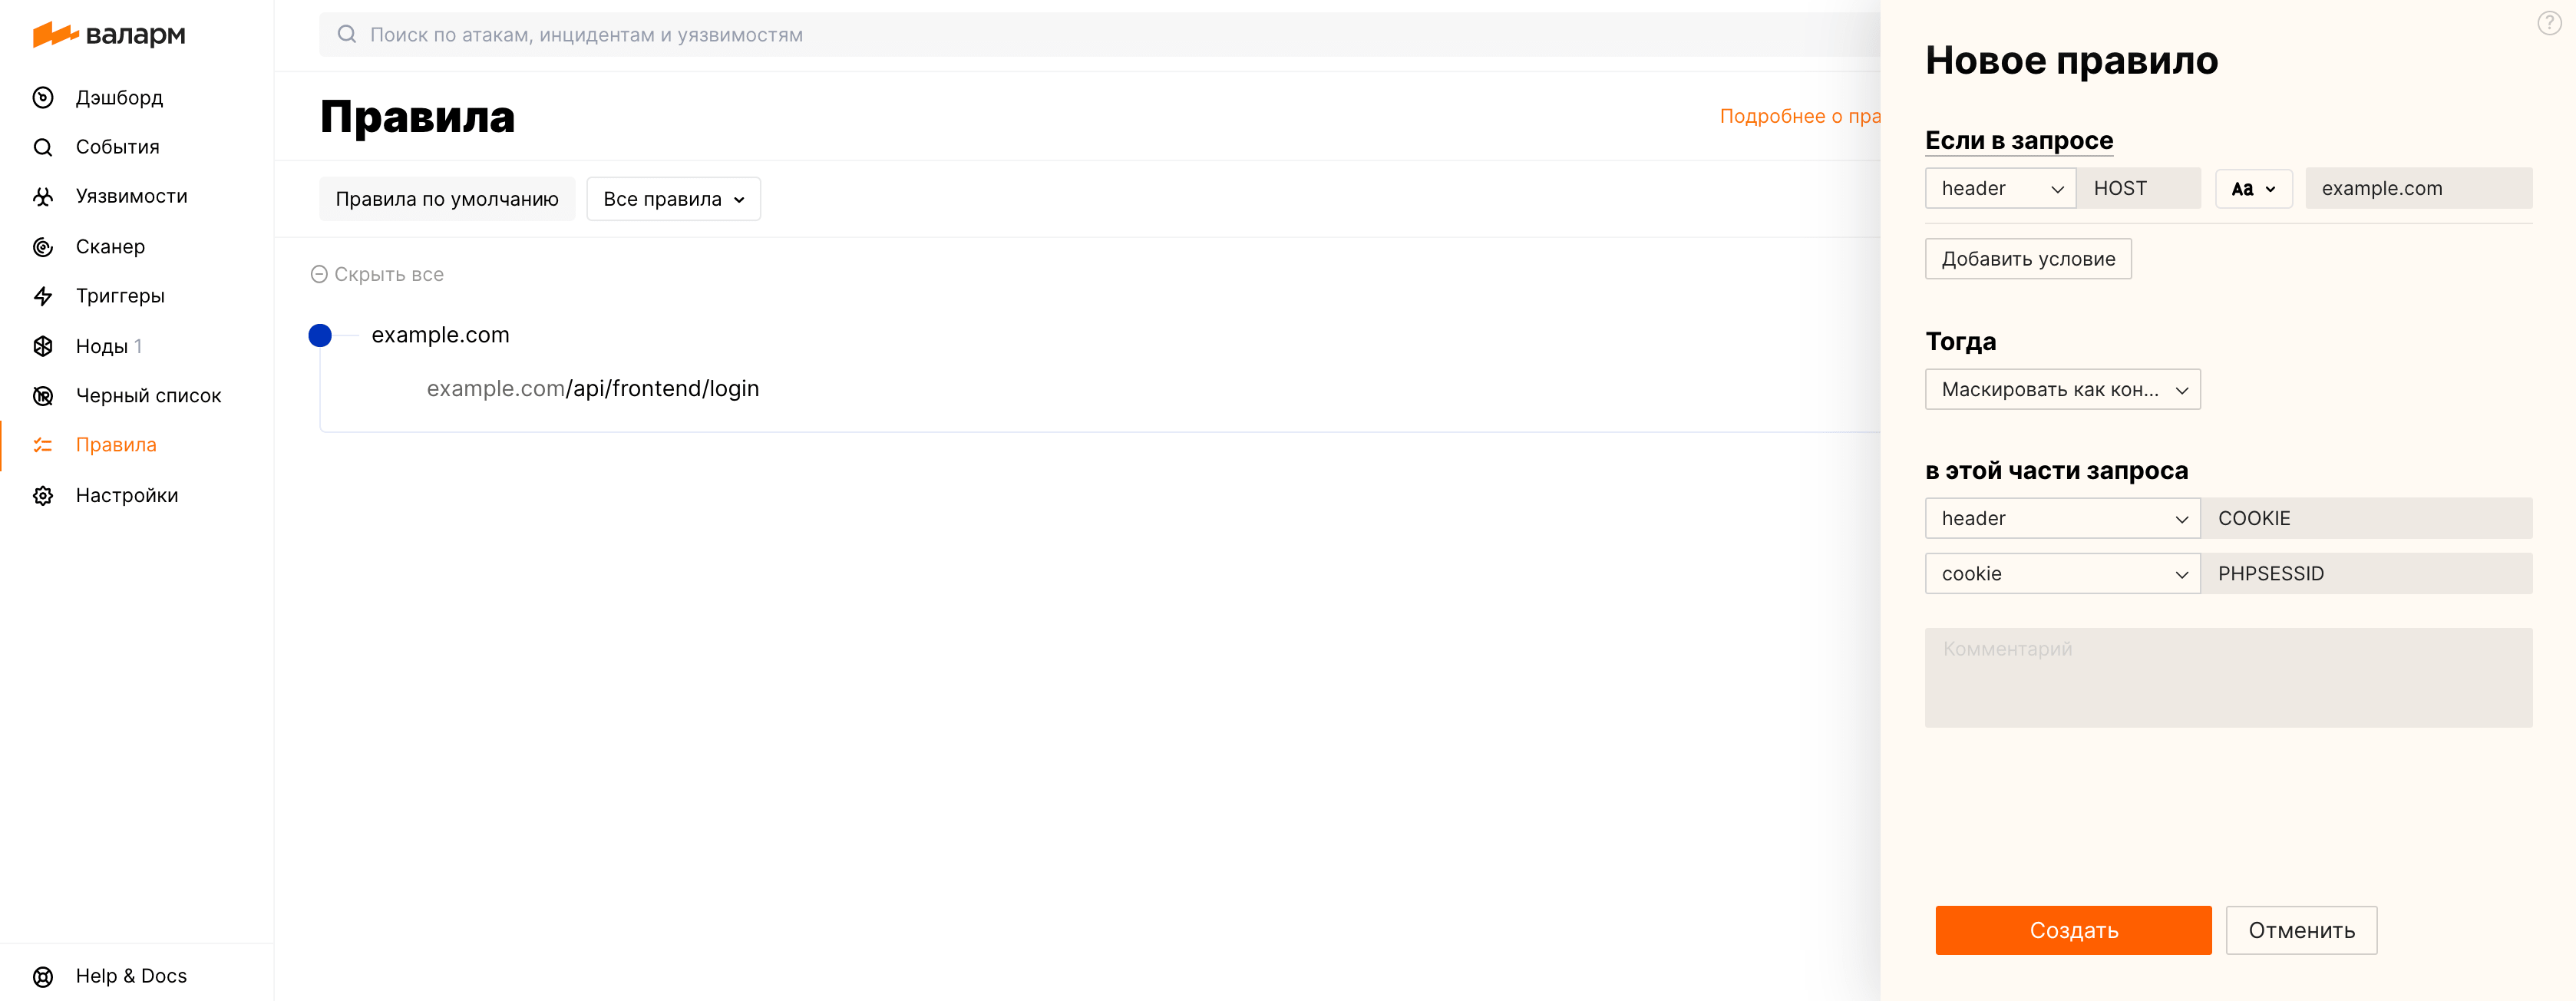 валарм
Дэшборд
События
Уязвимости
Сканер
Триггеры
Ноды 1
Черный список
Правила
Настройки
Help & Docs
Поиск по атакам, инцидентам и уязвимостям
Правила
Подробнее о пра
Правила по умолчанию Все правила
Скрыть все
example.com
example.com/api/frontend/login
?
Новое правило
Если в запросе
header HOST Aa example.com
Добавить условие
Тогда
Маскировать как кон...
в этой части запроса
header COOKIE
cookie PHPSESSID
Комментарий
Создать Отменить